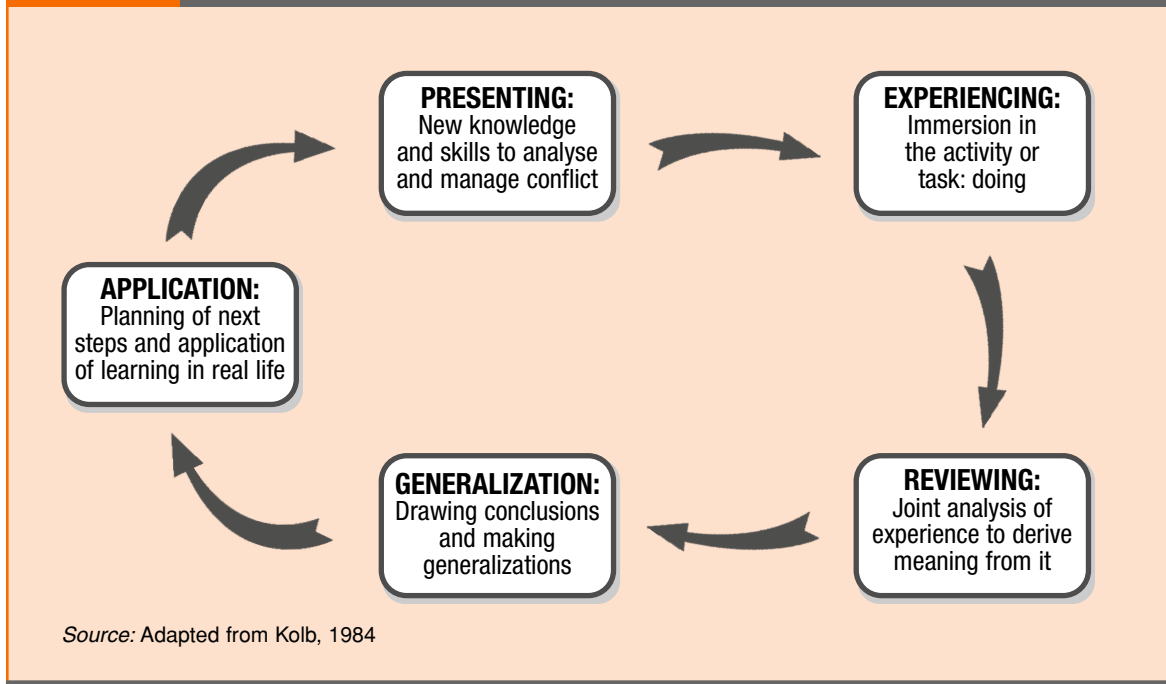 PRESENTING:
New knowledge
and skills to analyse
and manage conflict
EXPERIENCING:
Immersion in
the activity or
task: doing
REVIEWING:
Joint analysis of
experience to derive
meaning from it
GENERALIZATION:
Drawing conclusions
and making
generalizations
APPLICATION:
Planning of next
steps and application
of learning in real life
Source: Adapted from Kolb, 1984